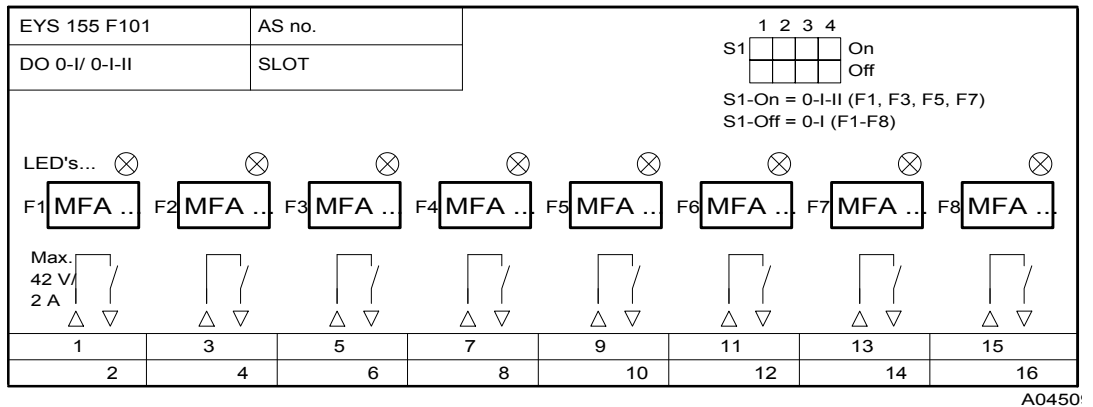 EYS 155 F101 AS no.
DO 0-I/ 0-I-II SLOT
1 2 3 4
S1 On
Off
S1-On = 0-I-II (F1, F3, F5, F7)
S1-Off = 0-I (F1-F8)
LED's...
F1 MFA ... F2 MFA ... F3 MFA ... F4 MFA ... F5 MFA ... F6 MFA ... F7 MFA ... F8 MFA ...
Max.
42 V/
2 A
1 3 5 7 9 11 13 15
2 4 6 8 10 12 14 16